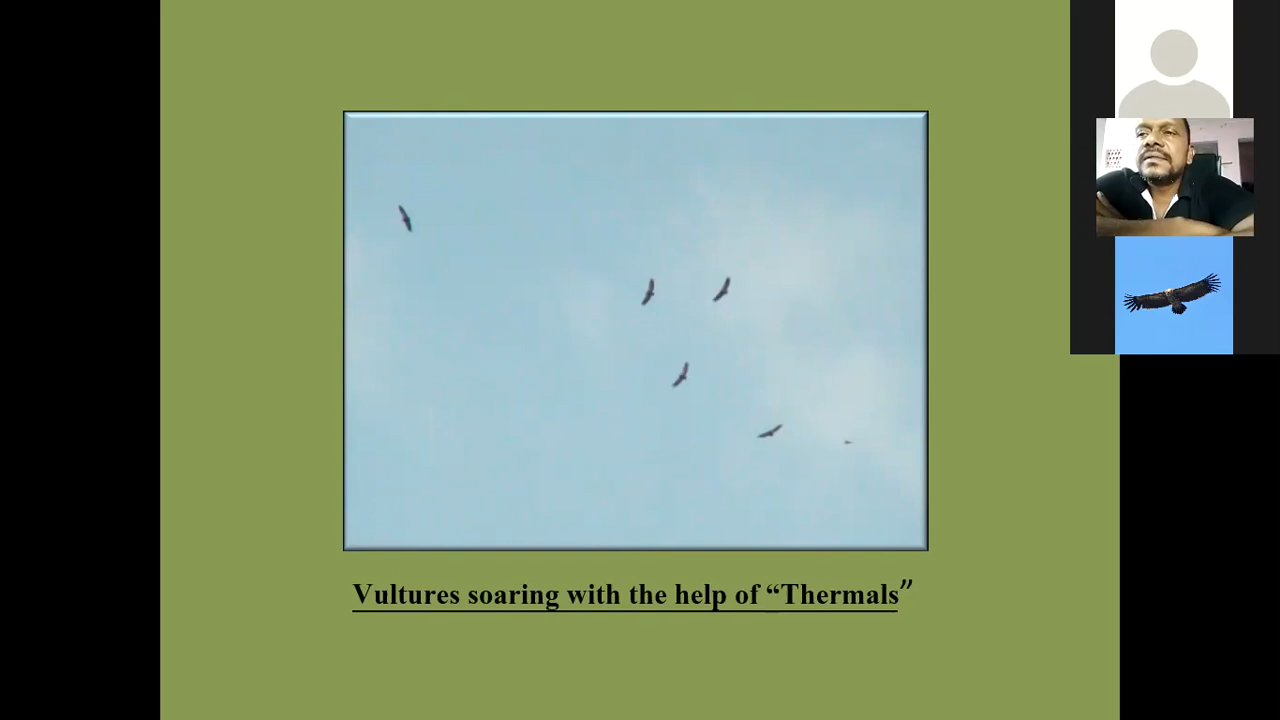 Vultures soaring with the help of “Thermals”